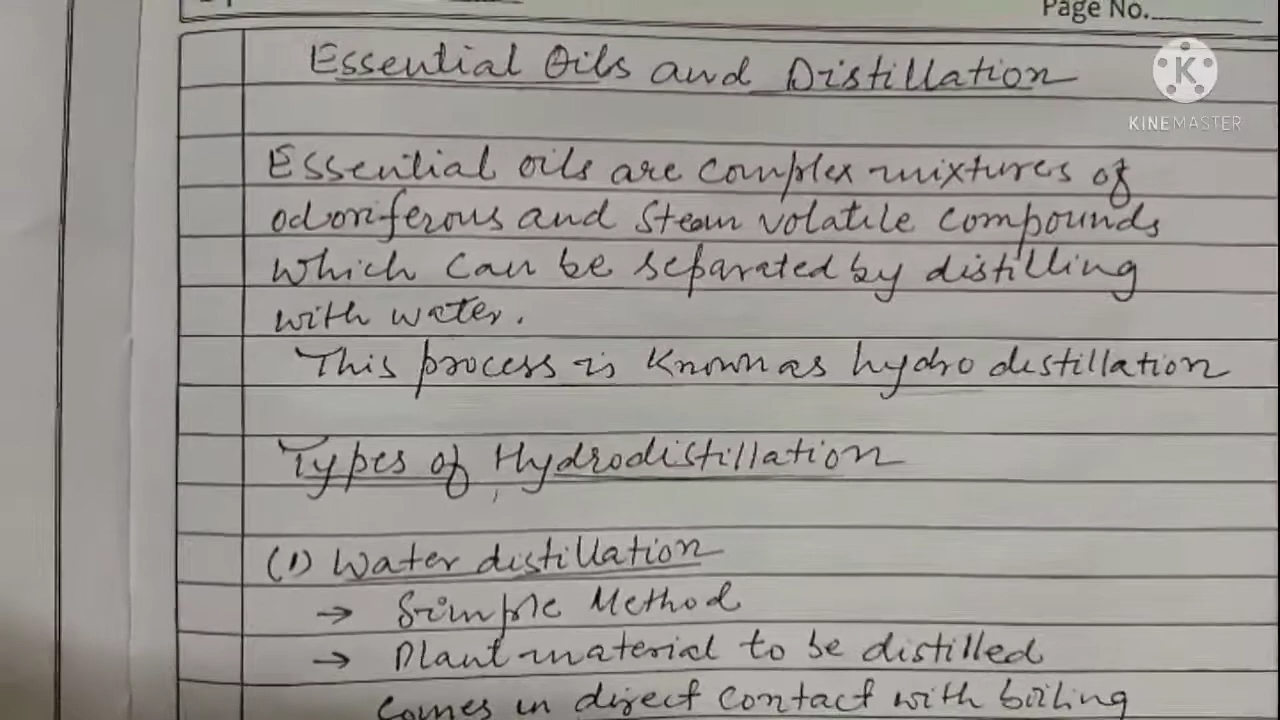 Page No.
Essential Oils and Distillation
K
KINEMASTER
Essential oils are complex mixtures of
odoriferous and steam volatile compounds
which can be separated by distilling
with water.
This process is known as hydro distillation
Types of Hydrodistillation
(1) Water distillation
→ Simple Method
→ Plant material to be distilled
comes in direct contact with boiling